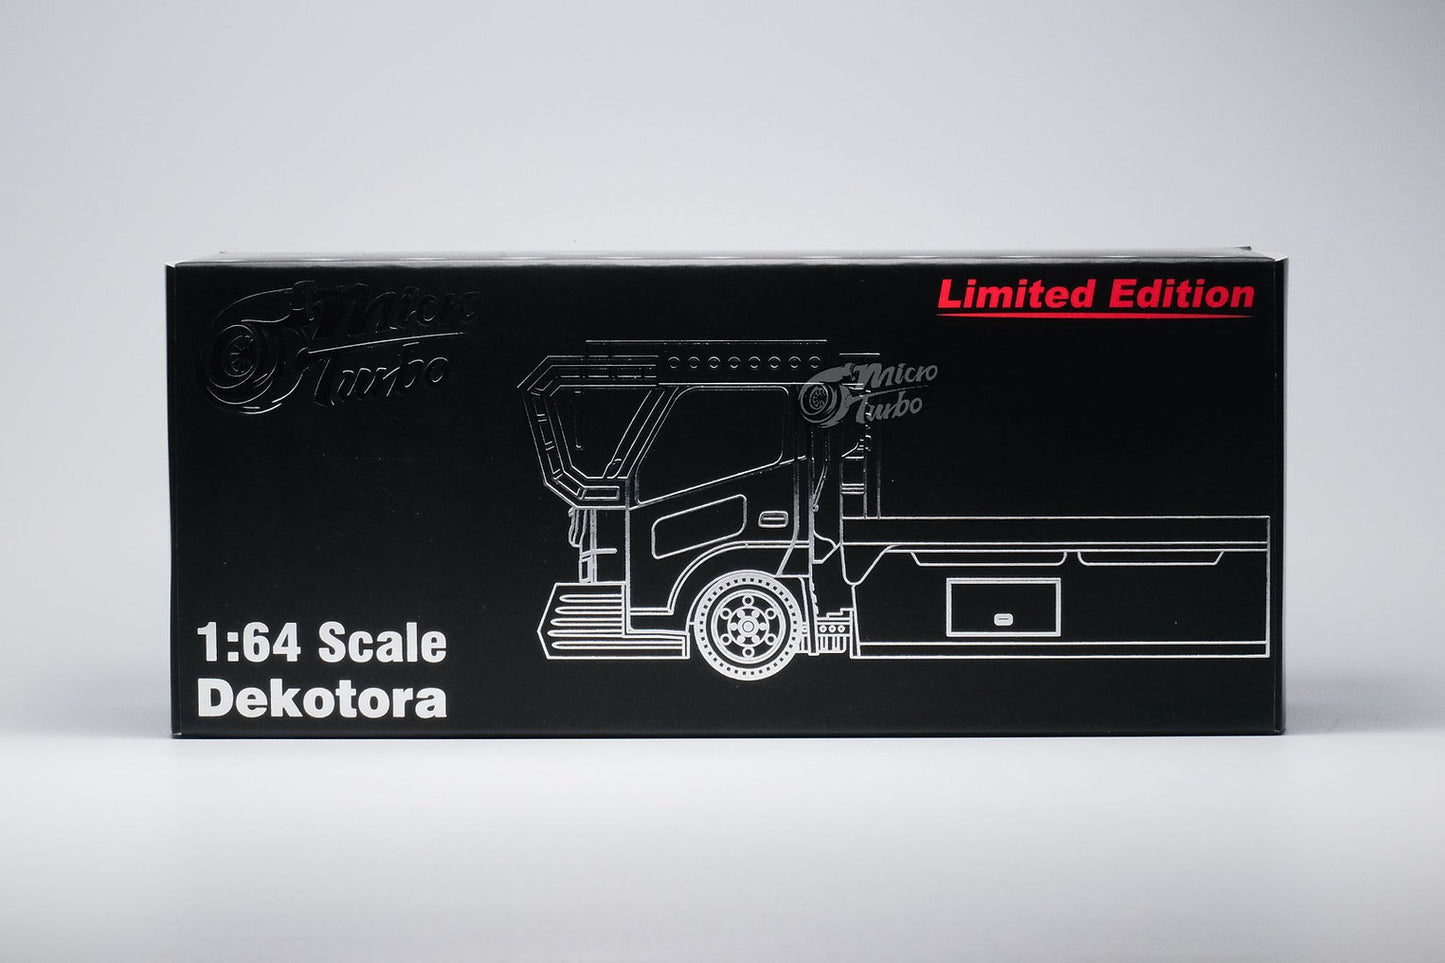 Micro
Turbo
Limited Edition
Micro
Turbo
1:64 Scale
Dekotora